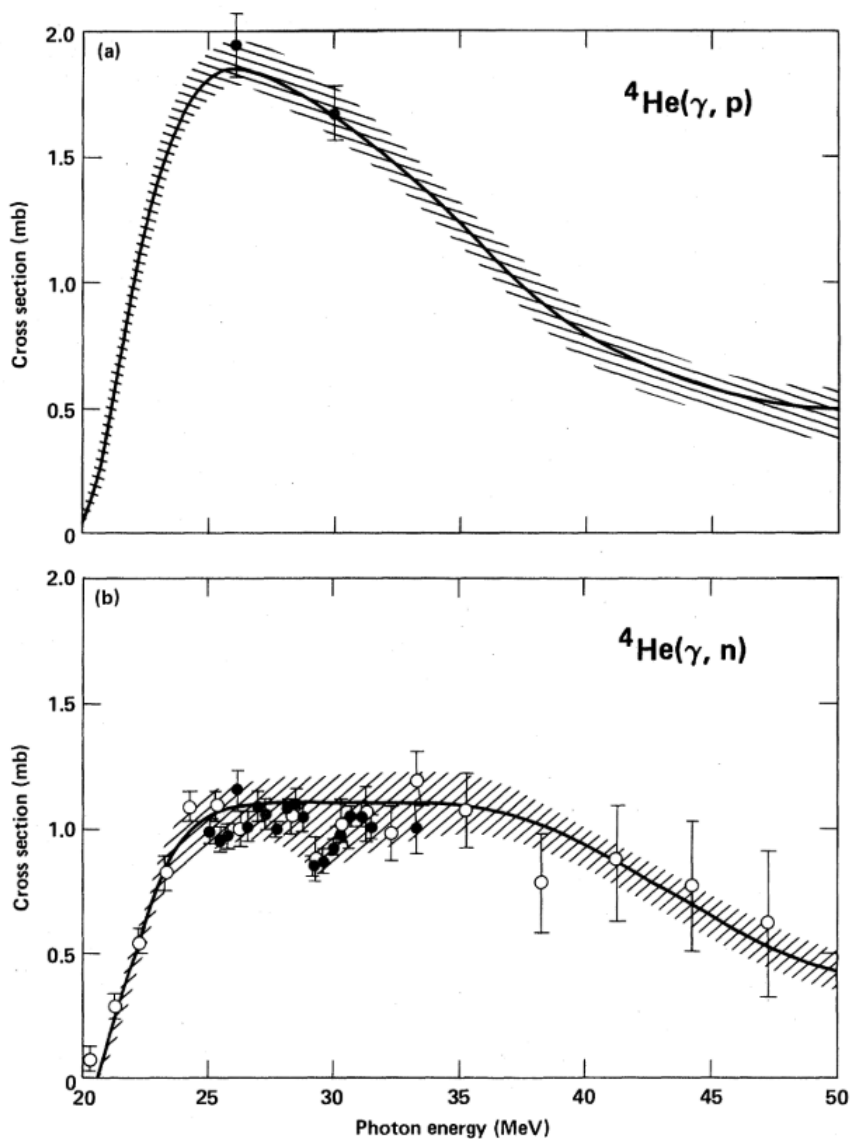 2.0
(a)
⁴He(γ, p)
1.5
Cross section (mb)
1.0
0.5
0
2.0
(b)
⁴He(γ, n)
1.5
Cross section (mb)
1.0
0.5
0
20 25 30 35 40 45 50
Photon energy (MeV)